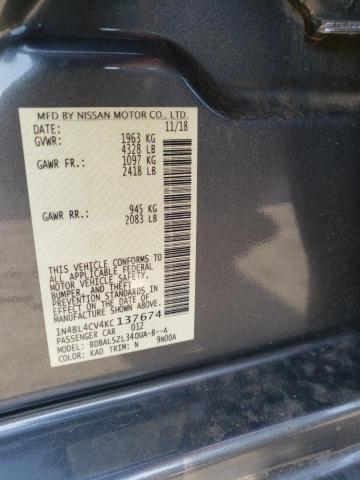 MFD BY NISSAN MOTOR CO., LTD.
DATE: 11/18
GVWR: 1963 KG
4328 LB
GAWR FR: 1097 KG
2418 LB
GAWR RR: 945 KG
2083 LB
THIS VEHICLE CONFORMS TO
ALL APPLICABLE FEDERAL
MOTOR VEHICLE SAFETY,
BUMPER, AND THEFT
PREVENTION STANDARDS IN
EFFECT ON THE DATE OF
MANUFACTURE SHOWN ABOVE.
1N4BL4CV4KC137674
PASSENGER CAR 012
MODEL: BDBALSZL34DUA-B--A
COLOR: KAD TRIM: N 9N00A